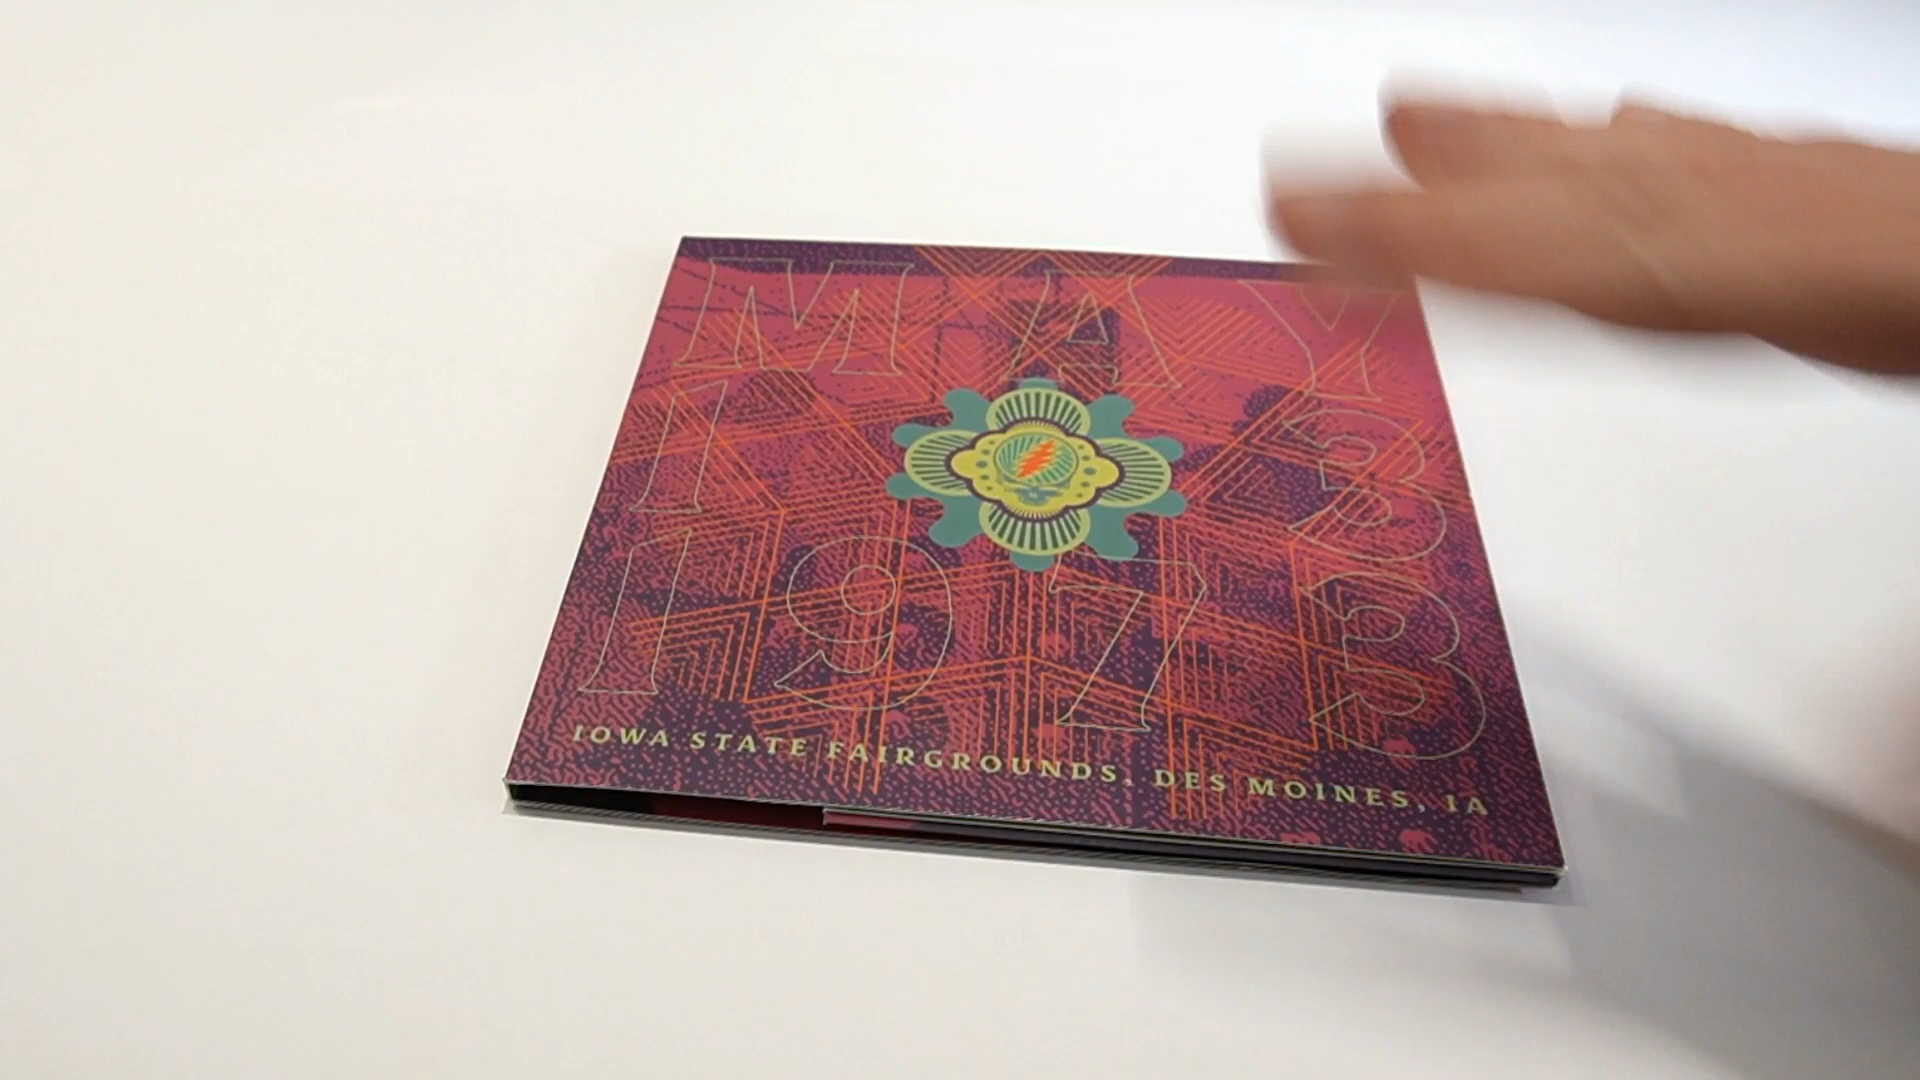 MAY
13
1973
IOWA STATE FAIRGROUNDS, DES MOINES, IA